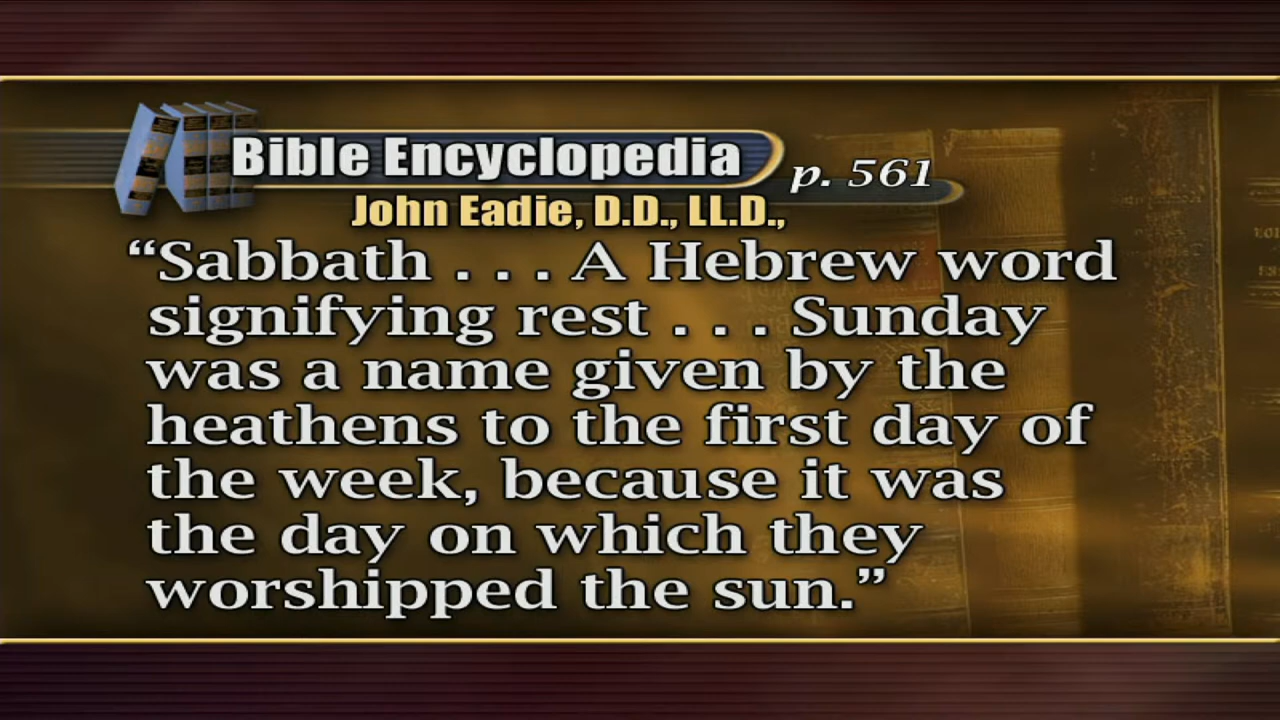 Bible Encyclopedia p. 561
John Eadie, D.D., LL.D.,
“Sabbath . . . A Hebrew word
signifying rest . . . Sunday
was a name given by the
heathens to the first day of
the week, because it was
the day on which they
worshipped the sun.”